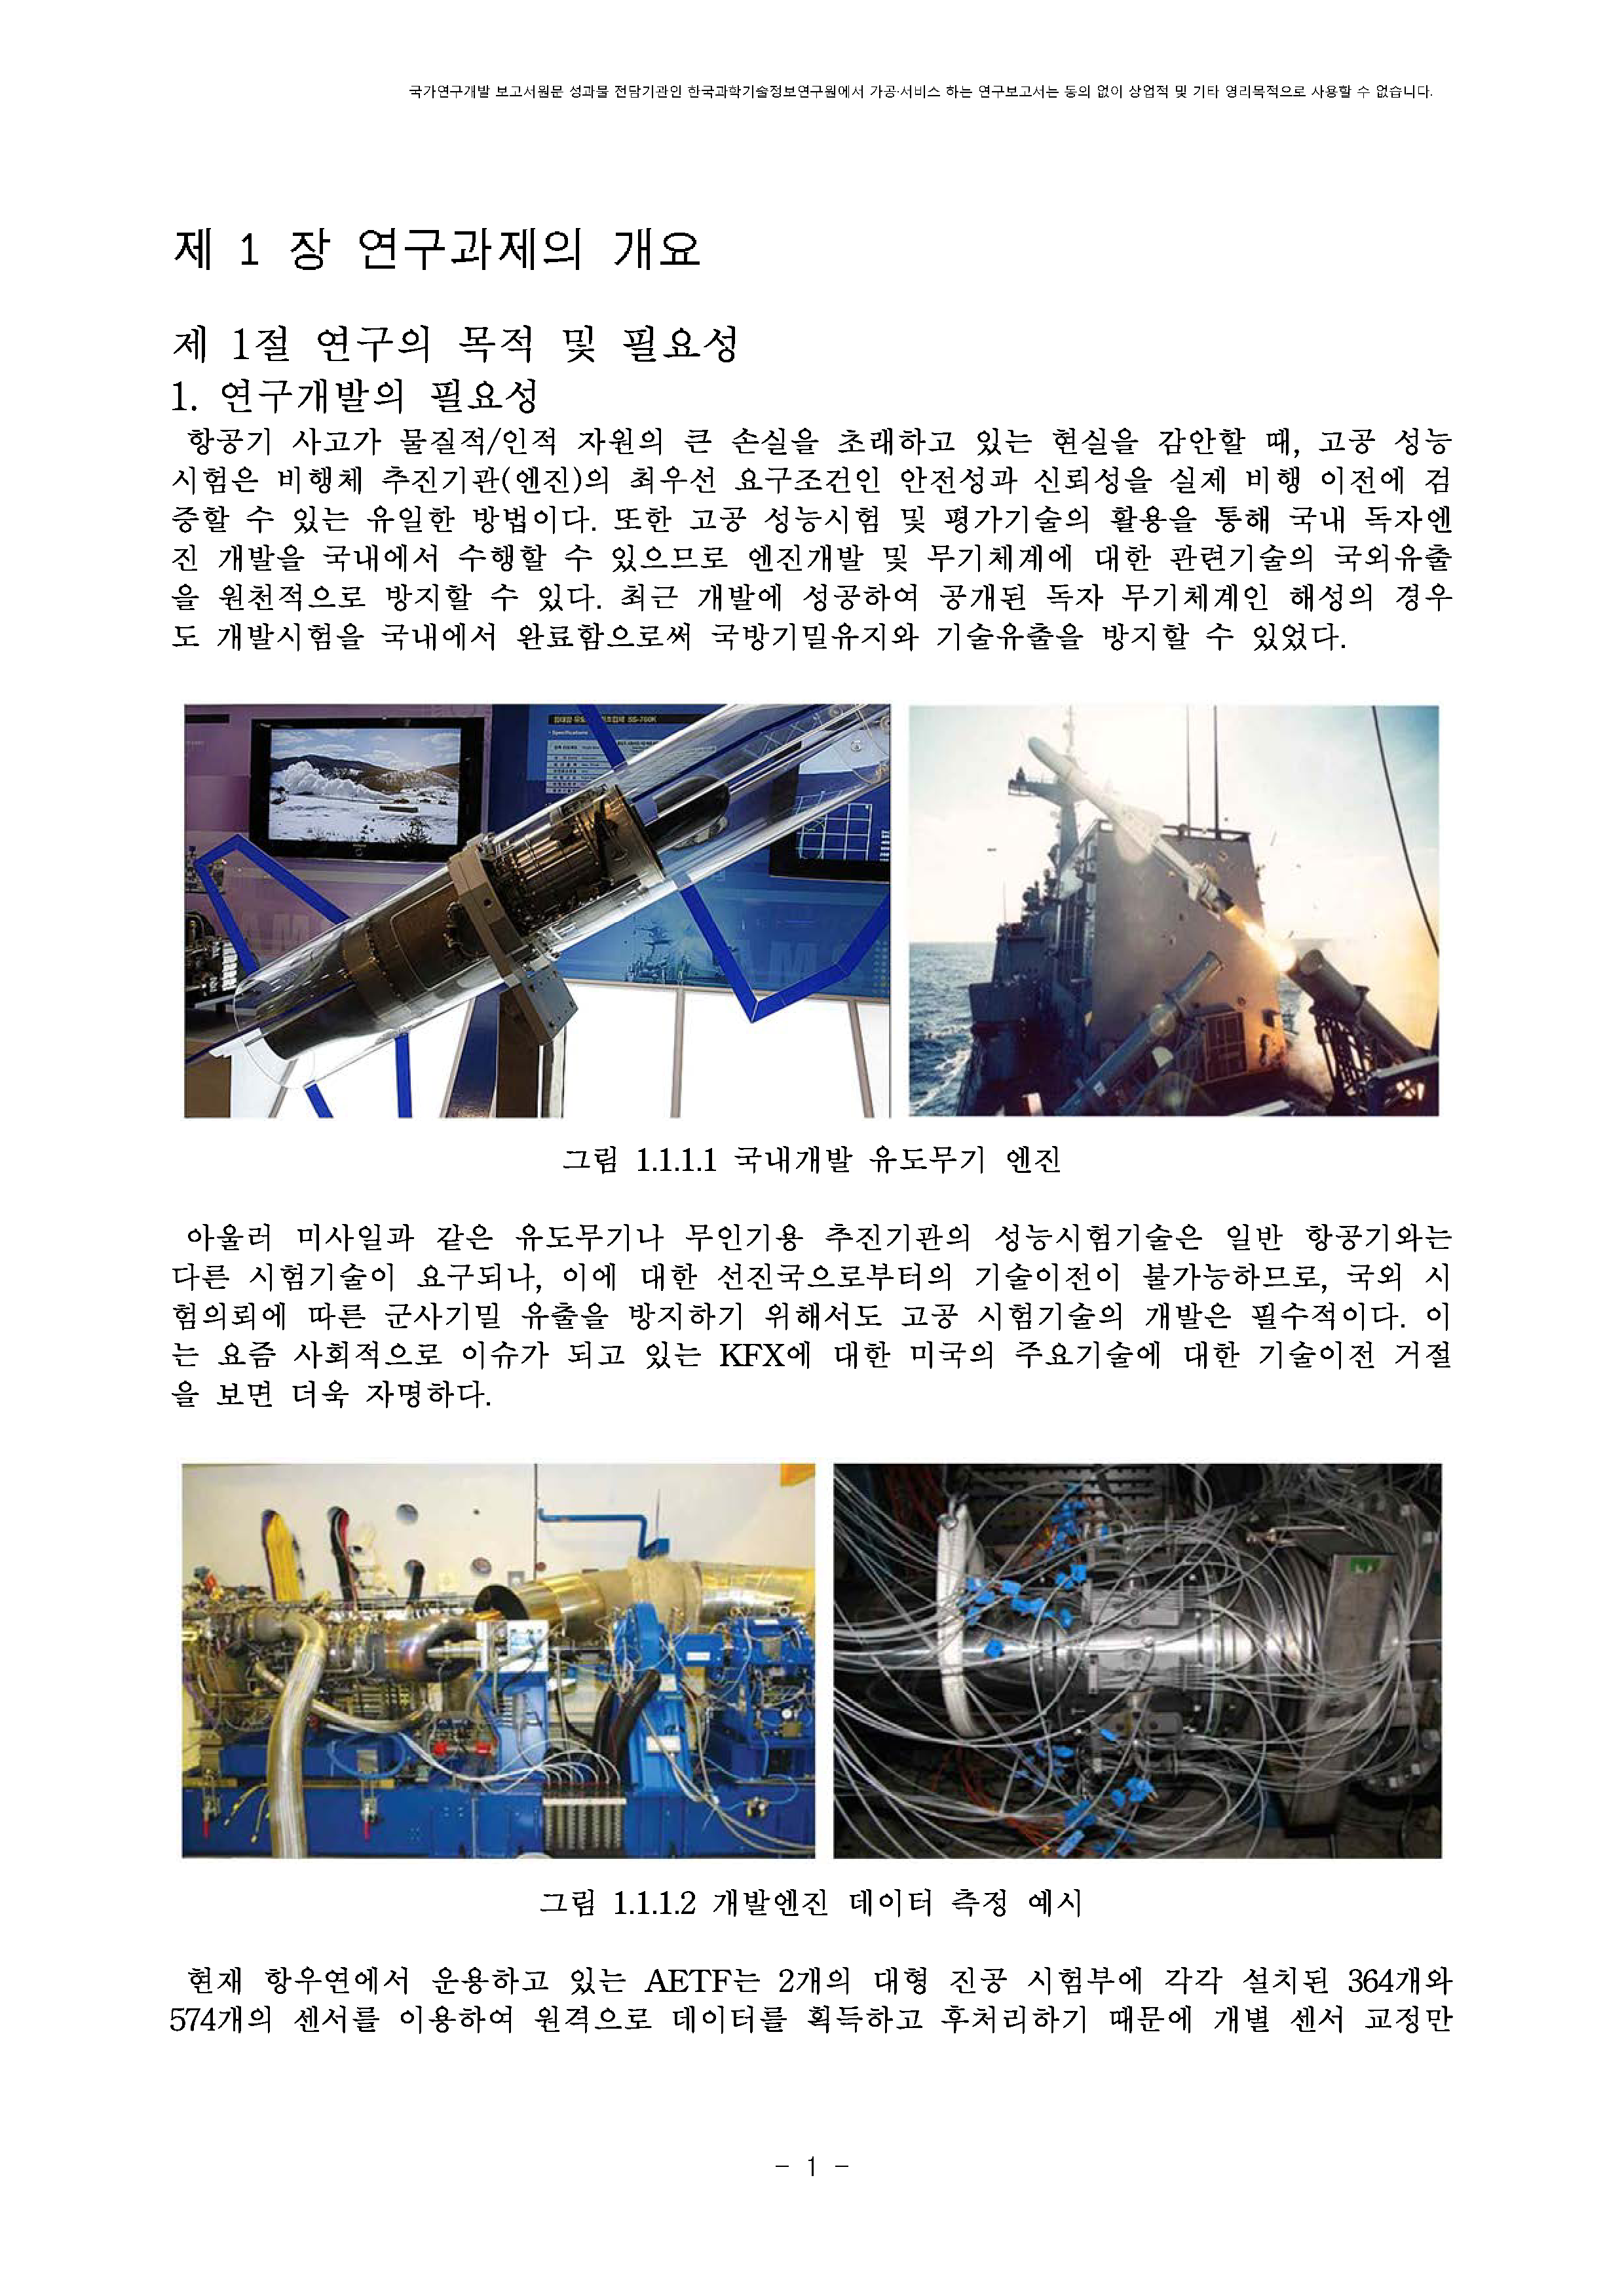 국가연구개발 보고서원문 성과물 전담기관인 한국과학기술정보연구원에서 가공·서비스 하는 연구보고서는 동의 없이 상업적 및 기타 영리목적으로 사용할 수 없습니다.
제 1 장 연구과제의 개요
제 1절 연구의 목적 및 필요성
1. 연구개발의 필요성
항공기 사고가 물질적/인적 자원의 큰 손실을 초래하고 있는 현실을 감안할 때, 고공 성능
시험은 비행체 추진기관(엔진)의 최우선 요구조건인 안전성과 신뢰성을 실제 비행 이전에 검
증할 수 있는 유일한 방법이다. 또한 고공 성능시험 및 평가기술의 활용을 통해 국내 독자엔
진 개발을 국내에서 수행할 수 있으므로 엔진개발 및 무기체계에 대한 관련기술의 국외유출
을 원천적으로 방지할 수 있다. 최근 개발에 성공하여 공개된 독자 무기체계인 해성의 경우
도 개발시험을 국내에서 완료함으로써 국방기밀유지와 기술유출을 방지할 수 있었다.
SS-760K
Specifications
그림 1.1.1.1 국내개발 유도무기 엔진
아울러 미사일과 같은 유도무기나 무인기용 추진기관의 성능시험기술은 일반 항공기와는
다른 시험기술이 요구되나, 이에 대한 선진국으로부터의 기술이전이 불가능하므로, 국외 시
험의뢰에 따른 군사기밀 유출을 방지하기 위해서도 고공 시험기술의 개발은 필수적이다. 이
는 요즘 사회적으로 이슈가 되고 있는 KFX에 대한 미국의 주요기술에 대한 기술이전 거절
을 보면 더욱 자명하다.
그림 1.1.1.2 개발엔진 데이터 측정 예시
현재 항우연에서 운용하고 있는 AETF는 2개의 대형 진공 시험부에 각각 설치된 364개와
574개의 센서를 이용하여 원격으로 데이터를 획득하고 후처리하기 때문에 개별 센서 교정만
- 1 -